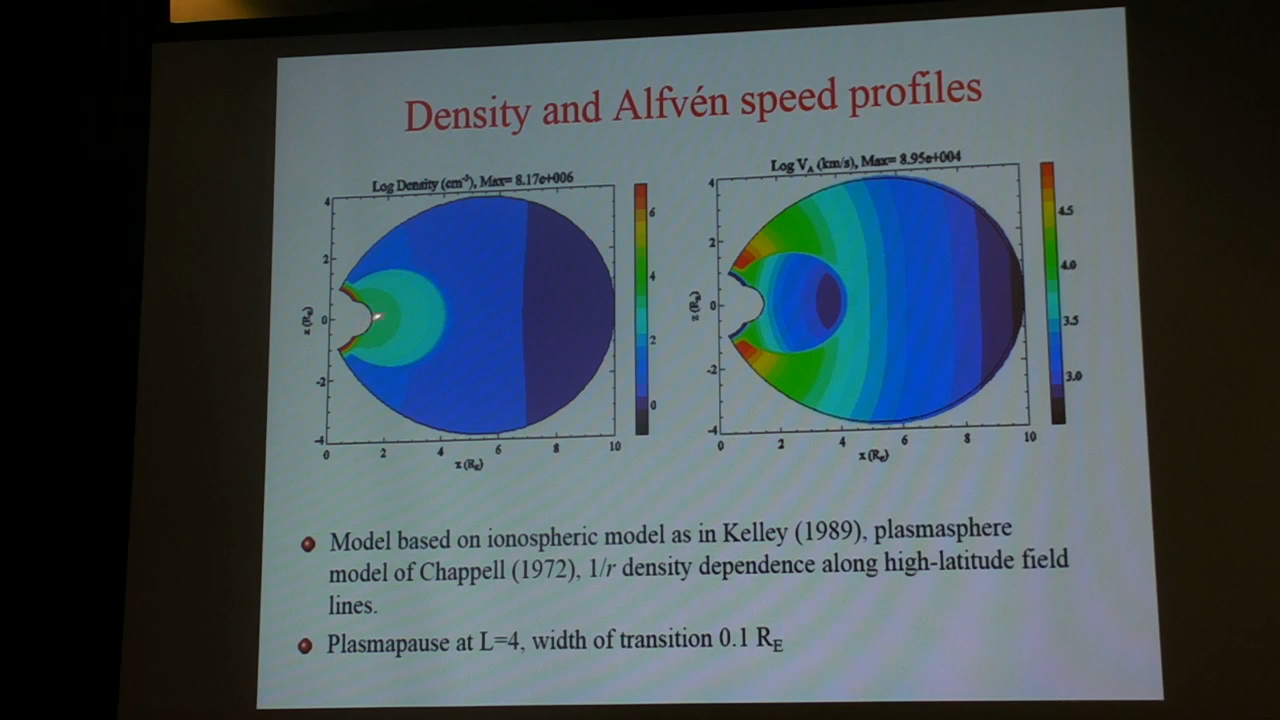 Density and Alfvén speed profiles
Log Density (cm⁻³), Max= 8.17e+006
4
2
0
-2
-4
z (Rₑ)
0 2 4 6 8 10
x (Rₑ)
6
4
2
0
Log V_A (km/s), Max= 8.95e+004
4
2
0
-2
-4
z (Rₑ)
0 2 4 6 8 10
x (Rₑ)
4.5
4.0
3.5
3.0
Model based on ionospheric model as in Kelley (1989), plasmasphere
model of Chappell (1972), 1/r density dependence along high-latitude field
lines.
Plasmapause at L=4, width of transition 0.1 R_E